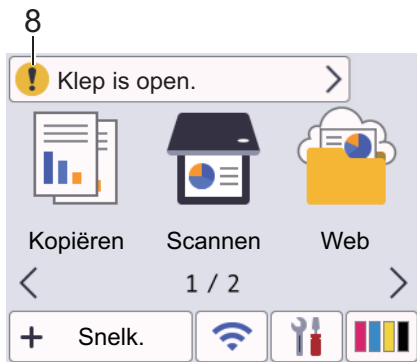 8
Klep is open.
Kopiëren Scannen Web
1 / 2
+ Snelk.